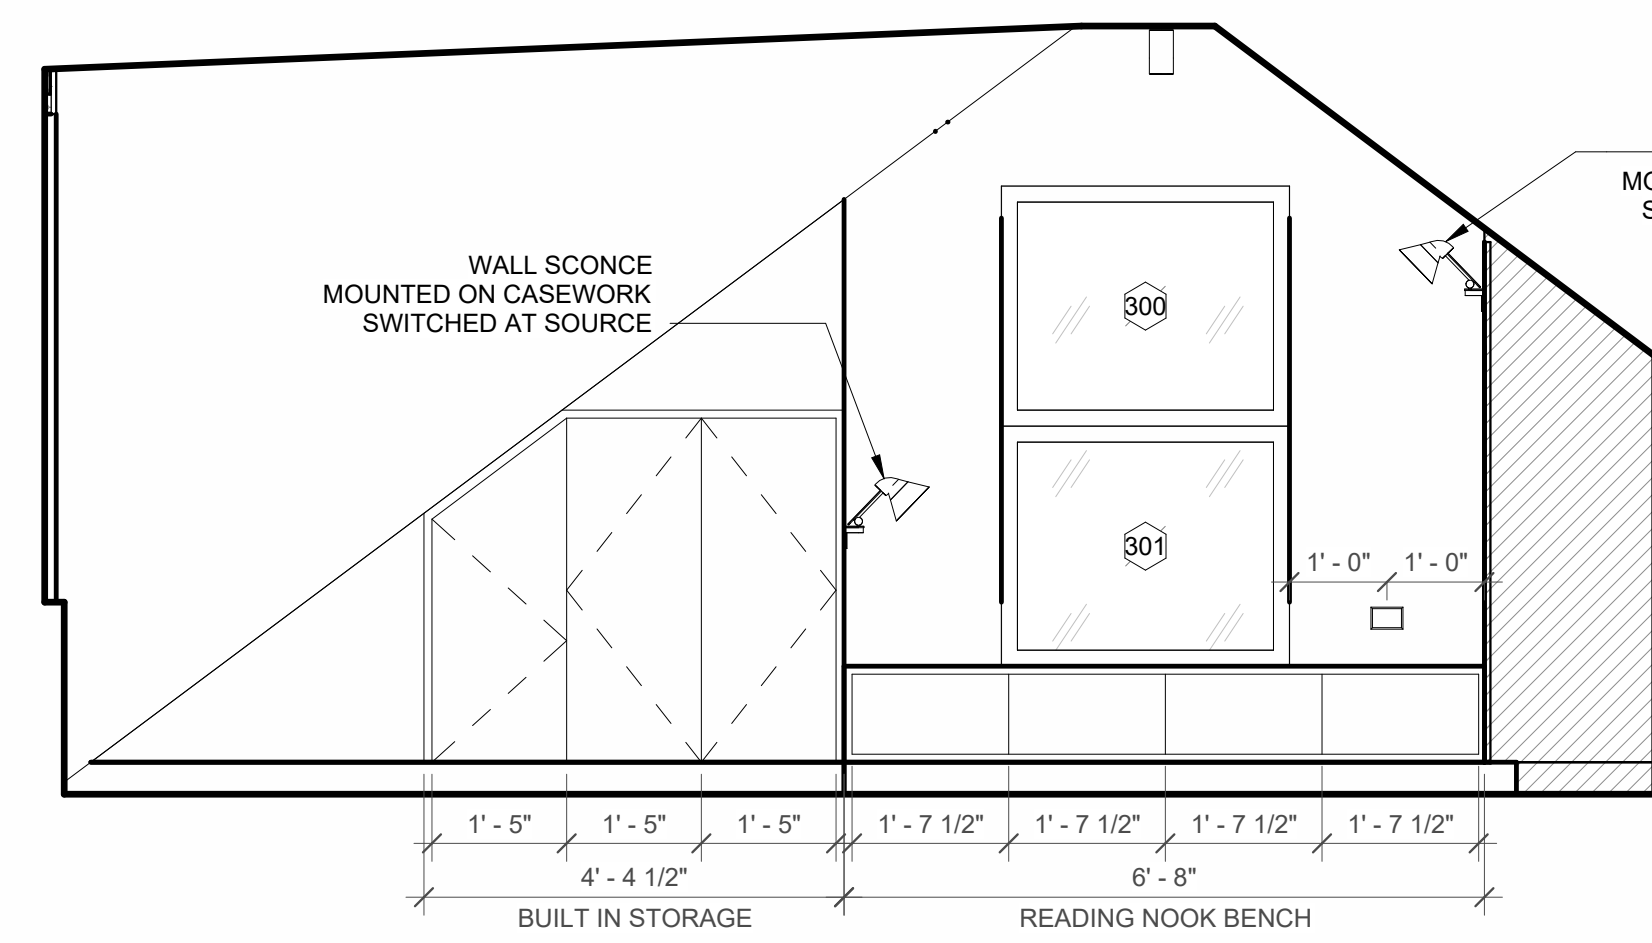 MO
S
WALL SCONCE
MOUNTED ON CASEWORK
SWITCHED AT SOURCE
300
301
1' - 0" 1' - 0"
1' - 5" 1' - 5" 1' - 5" 1' - 7 1/2" 1' - 7 1/2" 1' - 7 1/2" 1' - 7 1/2"
4' - 4 1/2" 6' - 8"
BUILT IN STORAGE READING NOOK BENCH